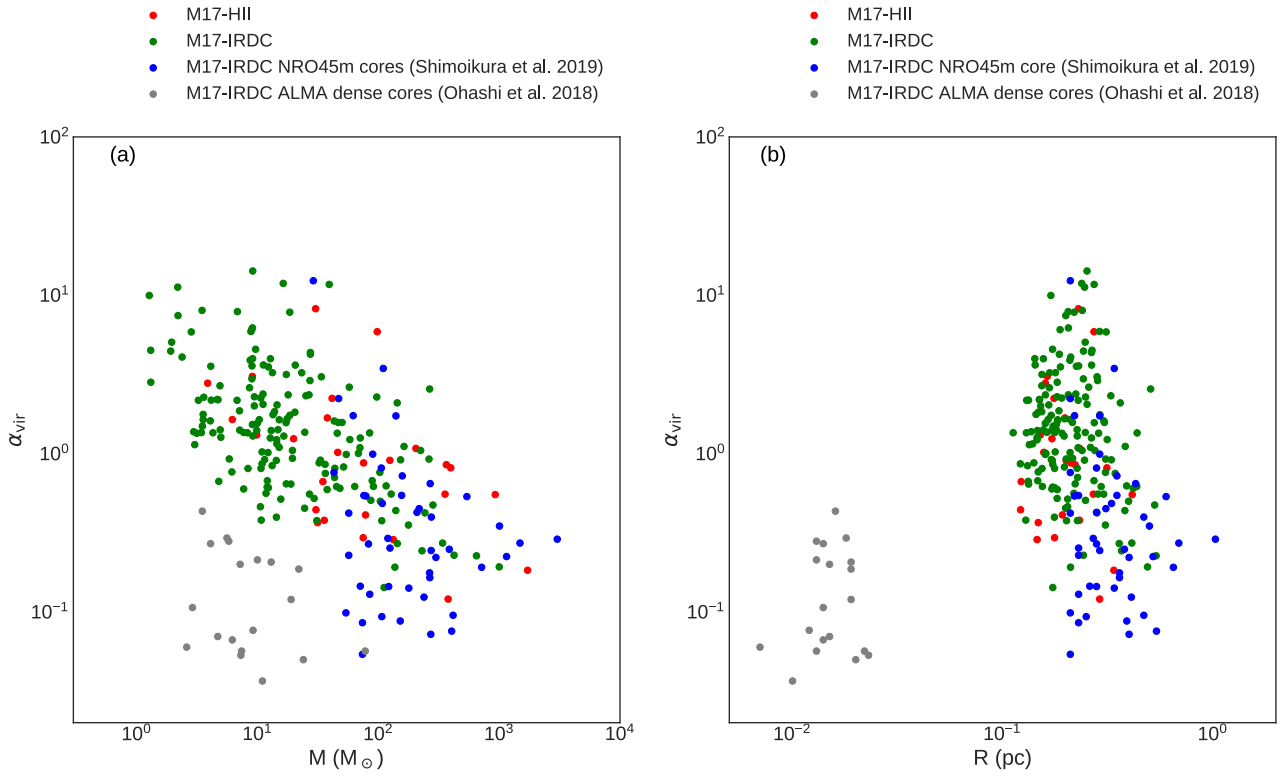 M17-HII
M17-IRDC
M17-IRDC NRO45m cores (Shimoikura et al. 2019)
M17-IRDC ALMA dense cores (Ohashi et al. 2018)
(a)
10²
10¹
10⁰
10⁻¹
α_vir
10⁰ 10¹ 10² 10³ 10⁴
M (M⊙)
M17-HII
M17-IRDC
M17-IRDC NRO45m core (Shimoikura et al. 2019)
M17-IRDC ALMA dense cores (Ohashi et al. 2018)
(b)
10²
10¹
10⁰
10⁻¹
α_vir
10⁻² 10⁻¹ 10⁰
R (pc)